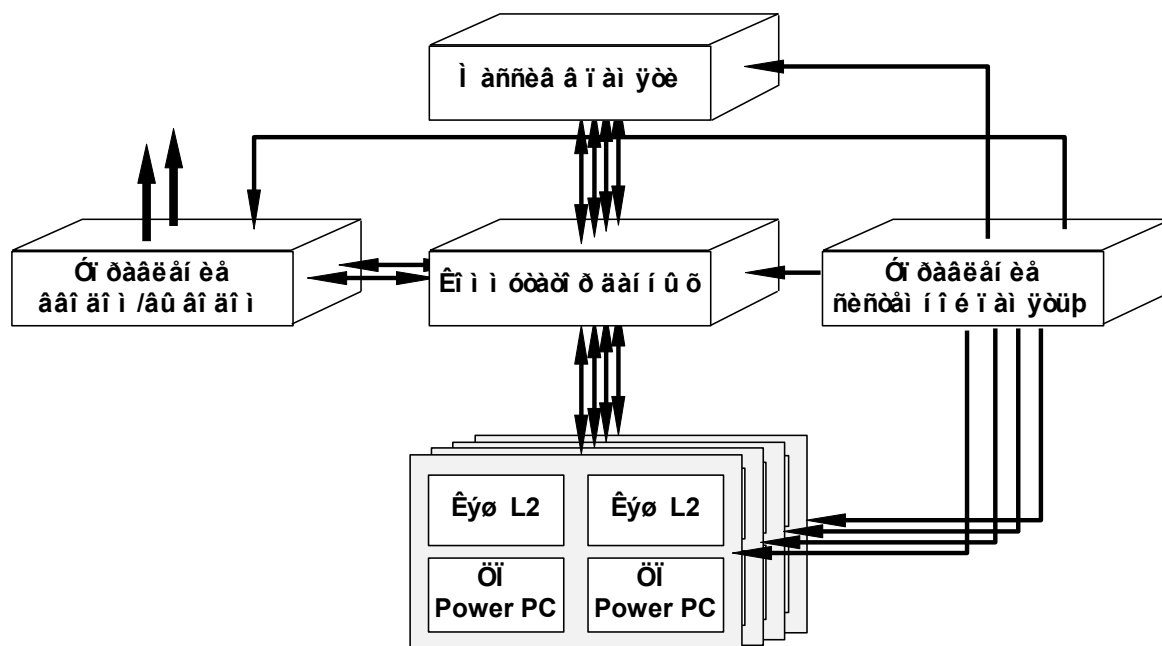 Ì àññèâ â ï àì ÿòè
Óï ðàâëåí èå
ââî äî ì /âû âî äî ì
Êî ì ì óòàòî ð äàí í û õ
Óï ðàâëåí èå
ñèñòåì í î é ï àì ÿòüþ
Êýø L2
Êýø L2
ÖÏ
Power PC
ÖÏ
Power PC